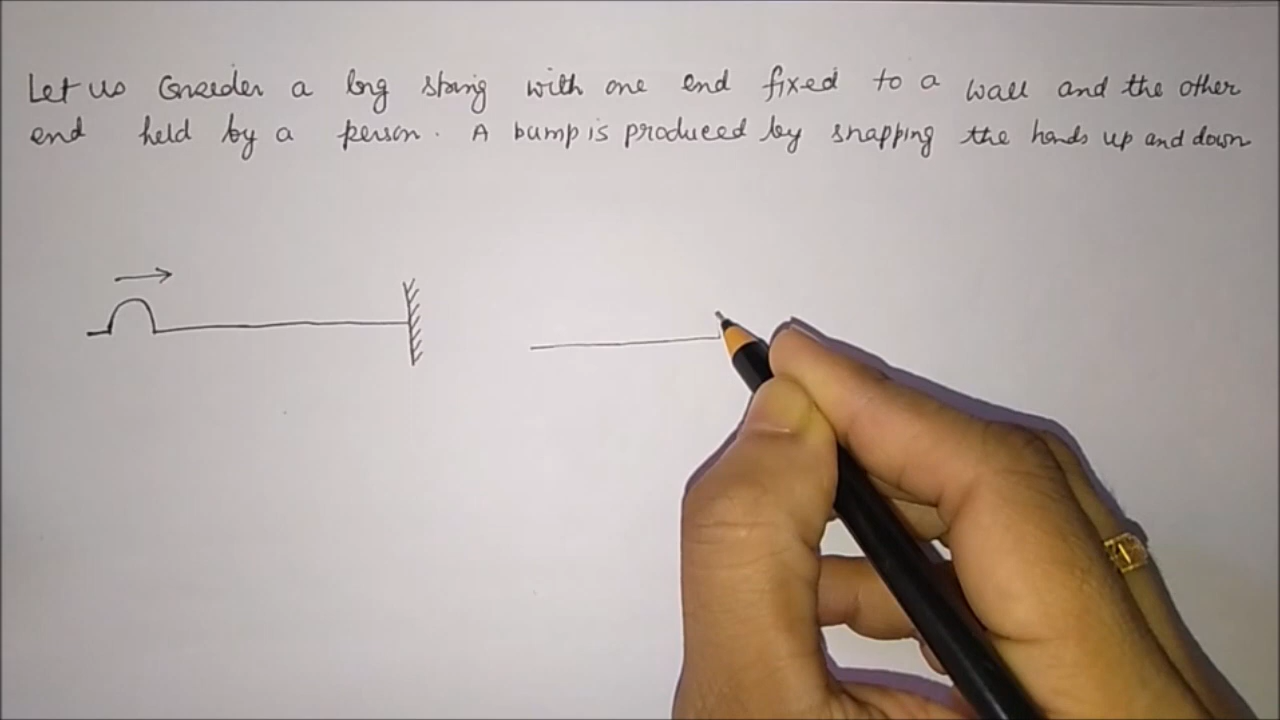 Let us Consider a long string with one end fixed to a wall and the other
end held by a person. A bump is produced by snapping the hands up and down